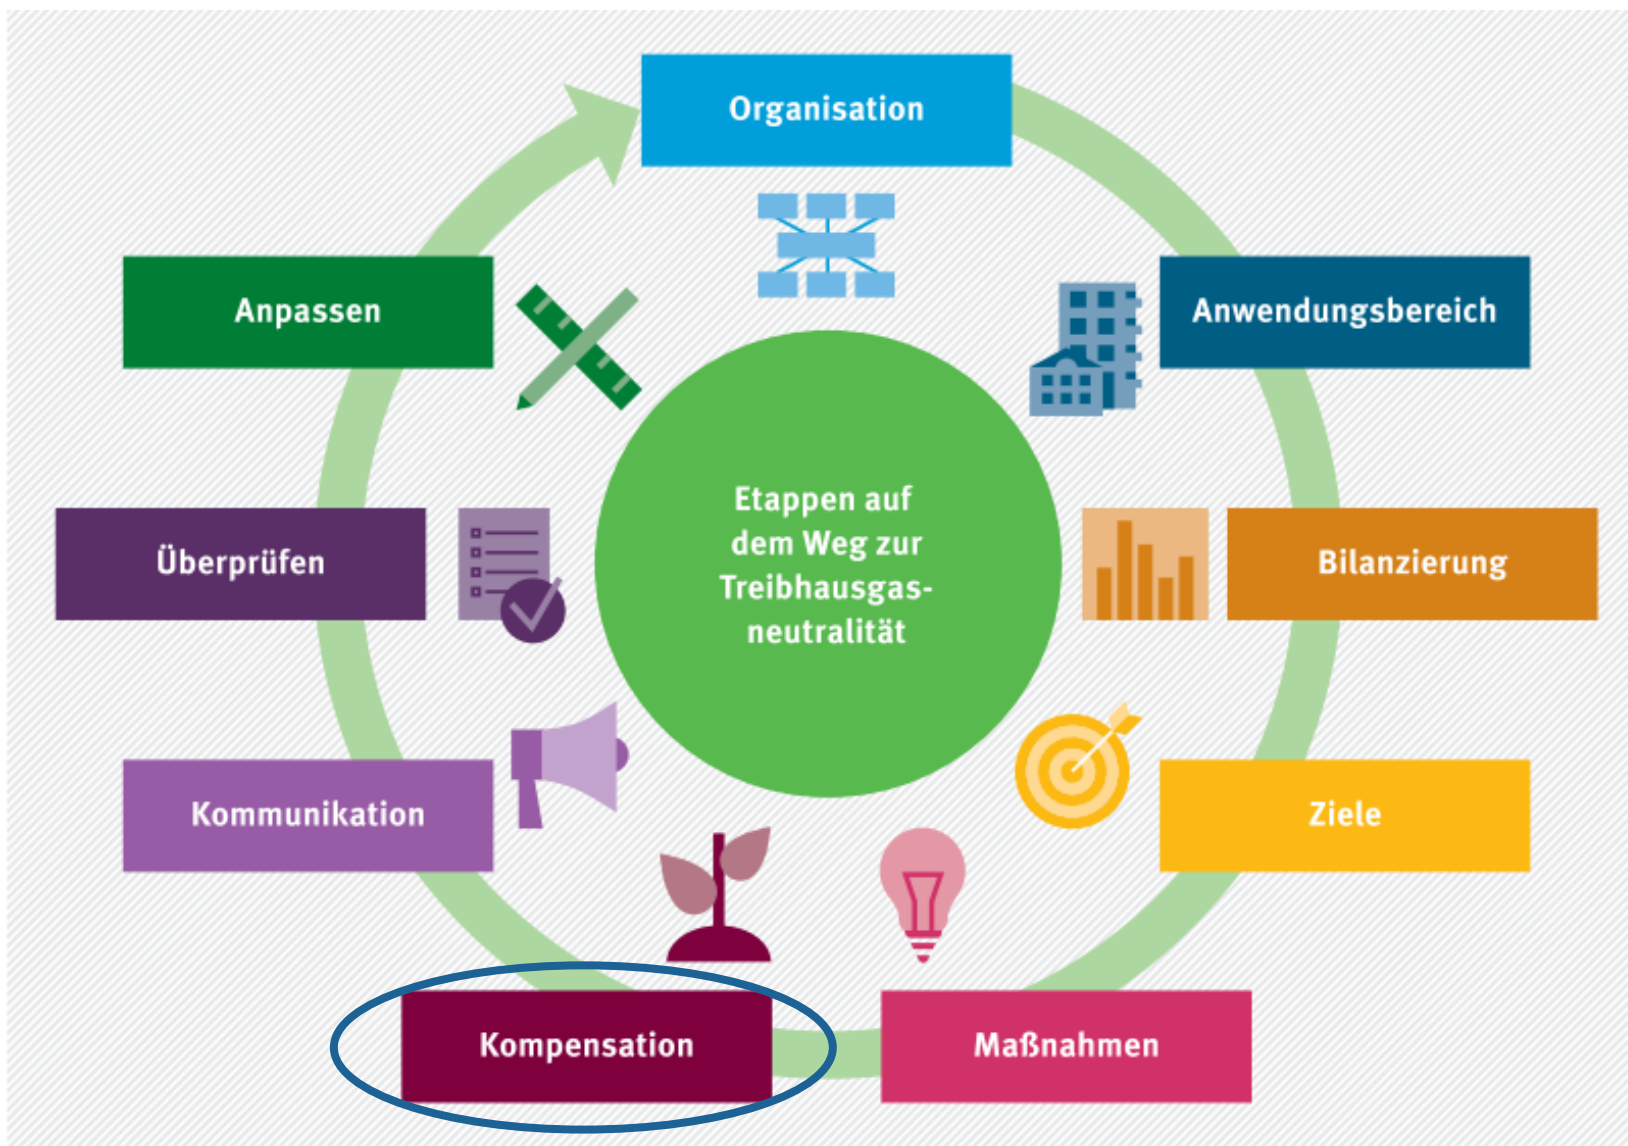 Organisation
Anwendungsbereich
Bilanzierung
Ziele
Maßnahmen
Kompensation
Kommunikation
Überprüfen
Anpassen
Etappen auf
dem Weg zur
Treibhausgas-
neutralität